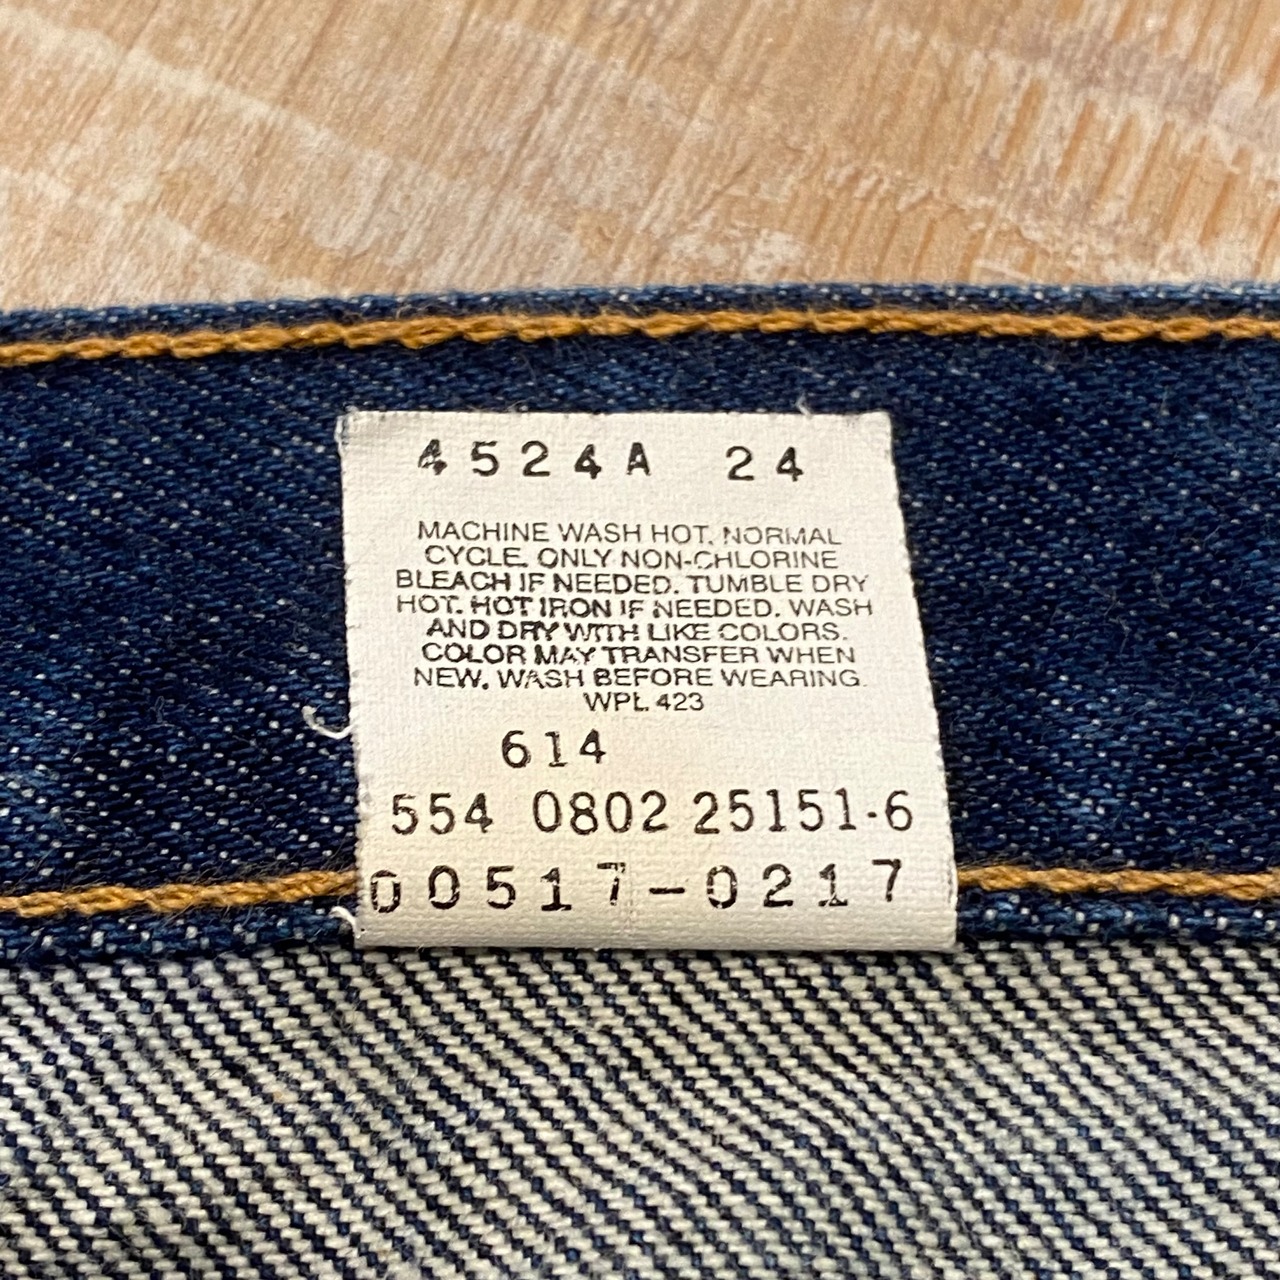 4524A 24
MACHINE WASH HOT. NORMAL
CYCLE. ONLY NON-CHLORINE
BLEACH IF NEEDED. TUMBLE DRY
HOT. HOT IRON IF NEEDED. WASH
AND DRY WITH LIKE COLORS.
COLOR MAY TRANSFER WHEN
NEW. WASH BEFORE WEARING.
WPL 423
614
554 0802 25151-6
00517-0217